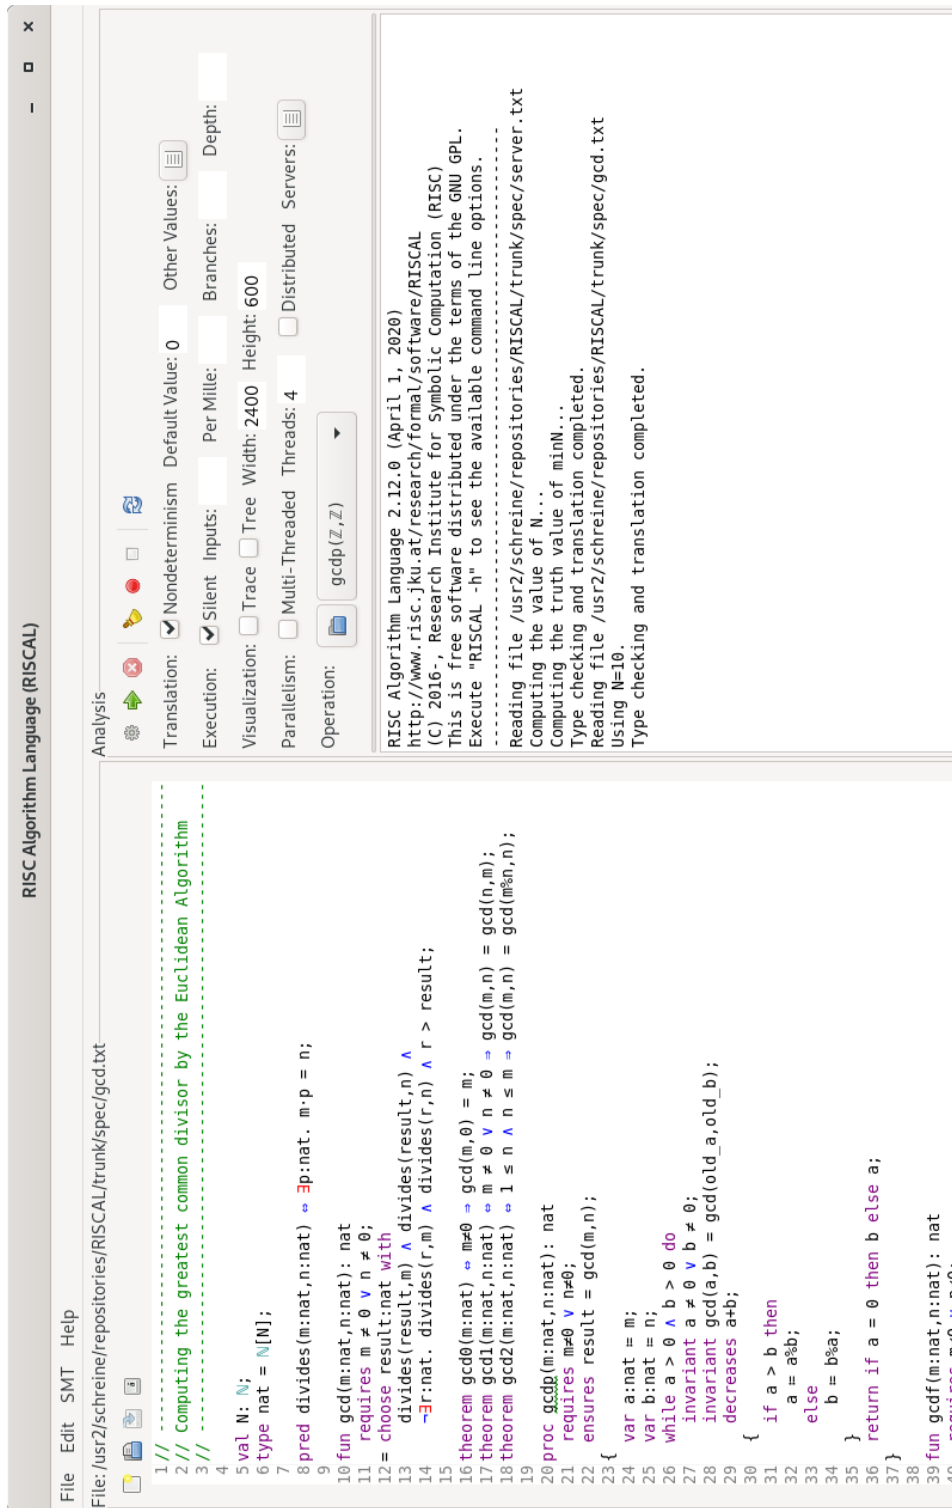 RISC Algorithm Language (RISCAL)
File Edit SMT Help
File: /usr2/schreine/repositories/RISCAL/trunk/spec/gcd.txt
1 // ----------------------------------------------------------------
2 // Computing the greatest common divisor by the Euclidean Algorithm
3 // ----------------------------------------------------------------
4
5 val N: ℕ;
6 type nat = ℕ[N];
7
8 pred divides(m:nat,n:nat) ⇔ ∃p:nat. m·p = n;
9
10 fun gcd(m:nat,n:nat): nat
11 requires m ≠ 0 ∨ n ≠ 0;
12 = choose result:nat with
13 divides(result,m) ∧ divides(result,n) ∧
14 ¬∃r:nat. divides(r,m) ∧ divides(r,n) ∧ r > result;
15
16 theorem gcd0(m:nat) ⇔ m≠0 ⇒ gcd(m,0) = m;
17 theorem gcd1(m:nat,n:nat) ⇔ m ≠ 0 ∨ n ≠ 0 ⇒ gcd(m,n) = gcd(n,m);
18 theorem gcd2(m:nat,n:nat) ⇔ 1 ≤ n ∧ n ≤ m ⇒ gcd(m,n) = gcd(m%n,n);
19
20 proc gcdp(m:nat,n:nat): nat
21 requires m≠0 ∨ n≠0;
22 ensures result = gcd(m,n);
23 {
24 var a:nat ≔ m;
25 var b:nat ≔ n;
26 while a > 0 ∧ b > 0 do
27 invariant a ≠ 0 ∨ b ≠ 0;
28 invariant gcd(a,b) = gcd(old_a,old_b);
29 decreases a+b;
30 {
31 if a > b then
32 a ≔ a%b;
33 else
34 b ≔ b%a;
35 }
36 return if a = 0 then b else a;
37 }
38
39 fun gcdf(m:nat,n:nat): nat
40 requires m≠0 ∨ n≠0;
Analysis
Translation: Nondeterminism Default Value: 0 Other Values:
Execution: Silent Inputs: Per Mille: Branches: Depth:
Visualization: Trace Tree Width: 2400 Height: 600
Parallelism: Multi-Threaded Threads: 4 Distributed Servers:
Operation: gcdp(ℤ,ℤ)
RISC Algorithm Language 2.12.0 (April 1, 2020)
http://www.risc.jku.at/research/formal/software/RISCAL
(C) 2016-, Research Institute for Symbolic Computation (RISC)
This is free software distributed under the terms of the GNU GPL.
Execute "RISCAL -h" to see the available command line options.
----------------------------------------------------------------
Reading file /usr2/schreine/repositories/RISCAL/trunk/spec/server.txt
Computing the value of N...
Computing the truth value of minN...
Type checking and translation completed.
Reading file /usr2/schreine/repositories/RISCAL/trunk/spec/gcd.txt
Using N=10.
Type checking and translation completed.